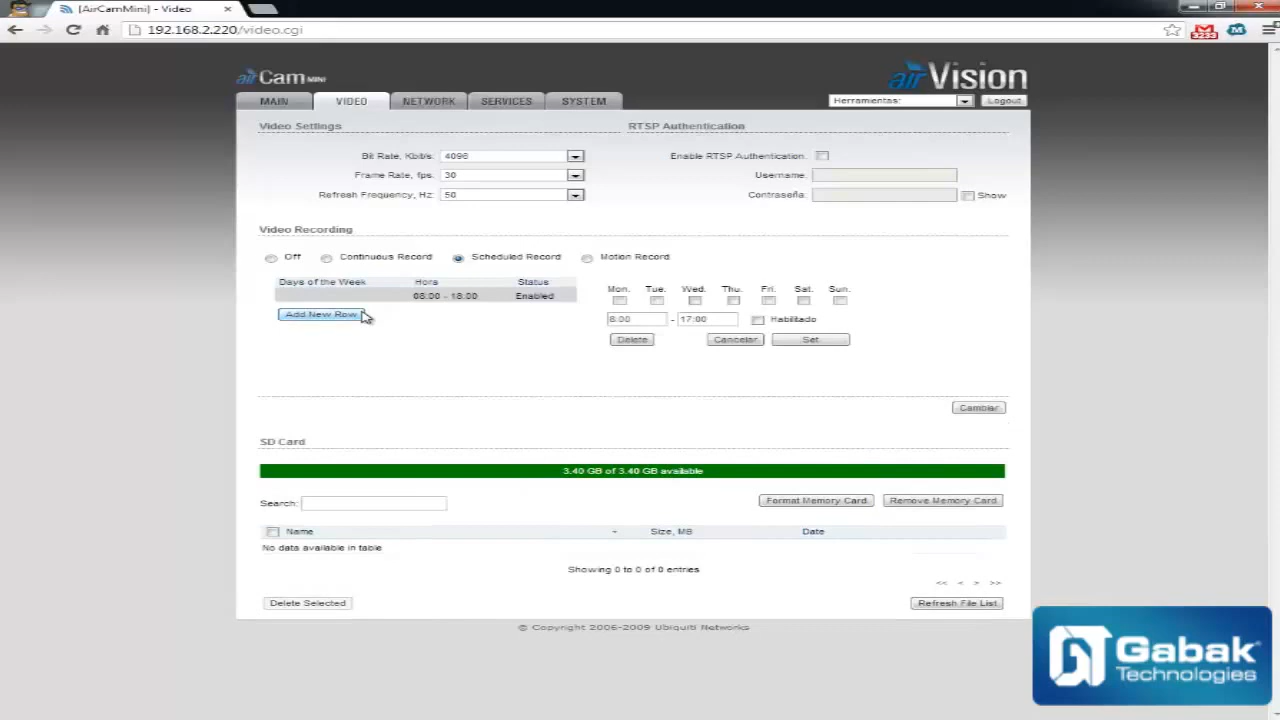 [AirCamMini] - Video
192.168.2.220/video.cgi
3233
M
airCam MINI
airVision
MAIN VIDEO NETWORK SERVICES SYSTEM
Herramientas: Logout
Video Settings RTSP Authentication
Bit Rate, Kbit/s: 4096 Enable RTSP Authentication:
Frame Rate, fps: 30 Username:
Refresh Frequency, Hz: 50 Contraseña: Show
Video Recording
Off Continuous Record Scheduled Record Motion Record
Days of the Week Hora Status Mon. Tue. Wed. Thu. Fri. Sat. Sun.
08:00 - 18:00 Enabled
Add New Row 8:00 - 17:00 Habilitado
Delete Cancelar Set
Cambiar
SD Card
3.40 GB of 3.40 GB available
Search: Format Memory Card Remove Memory Card
Name Size, MB Date
No data available in table
Showing 0 to 0 of 0 entries
<< < > >>
Delete Selected Refresh File List
© Copyright 2006-2009 Ubiquiti Networks
Gabak
Technologies